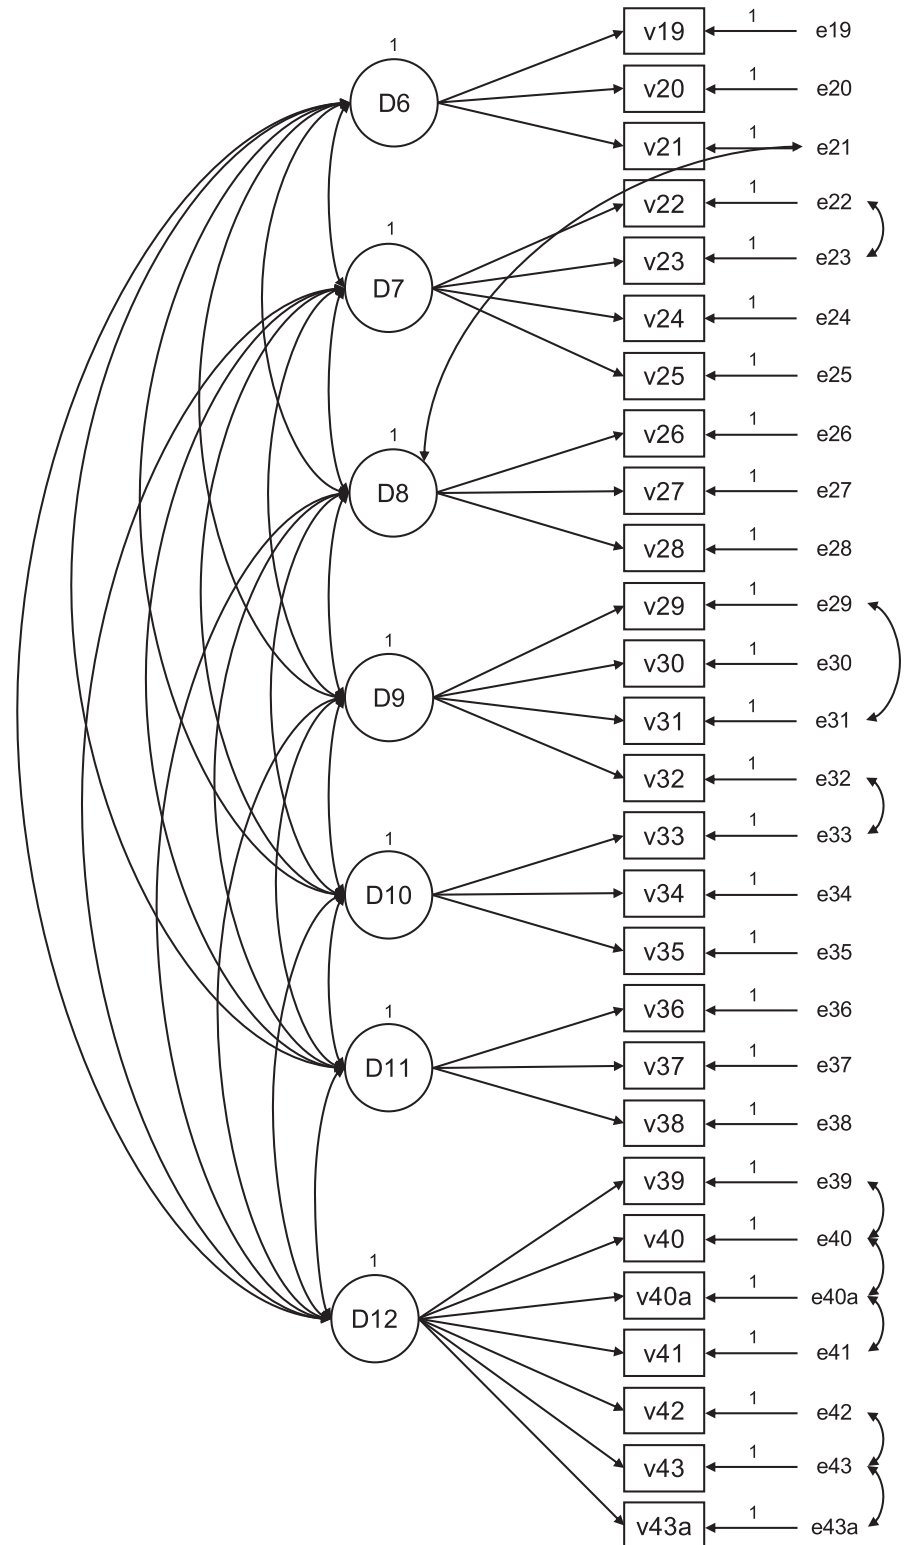 v19 1 e19
1
D6
v20 1 e20
v21 1 e21
v22 1 e22
1
D7
v23 1 e23
v24 1 e24
v25 1 e25
v26 1 e26
1
D8
v27 1 e27
v28 1 e28
v29 1 e29
1
D9
v30 1 e30
v31 1 e31
v32 1 e32
v33 1 e33
1
D10
v34 1 e34
v35 1 e35
v36 1 e36
1
D11
v37 1 e37
v38 1 e38
v39 1 e39
v40 1 e40
1
D12
v40a 1 e40a
v41 1 e41
v42 1 e42
v43 1 e43
v43a 1 e43a